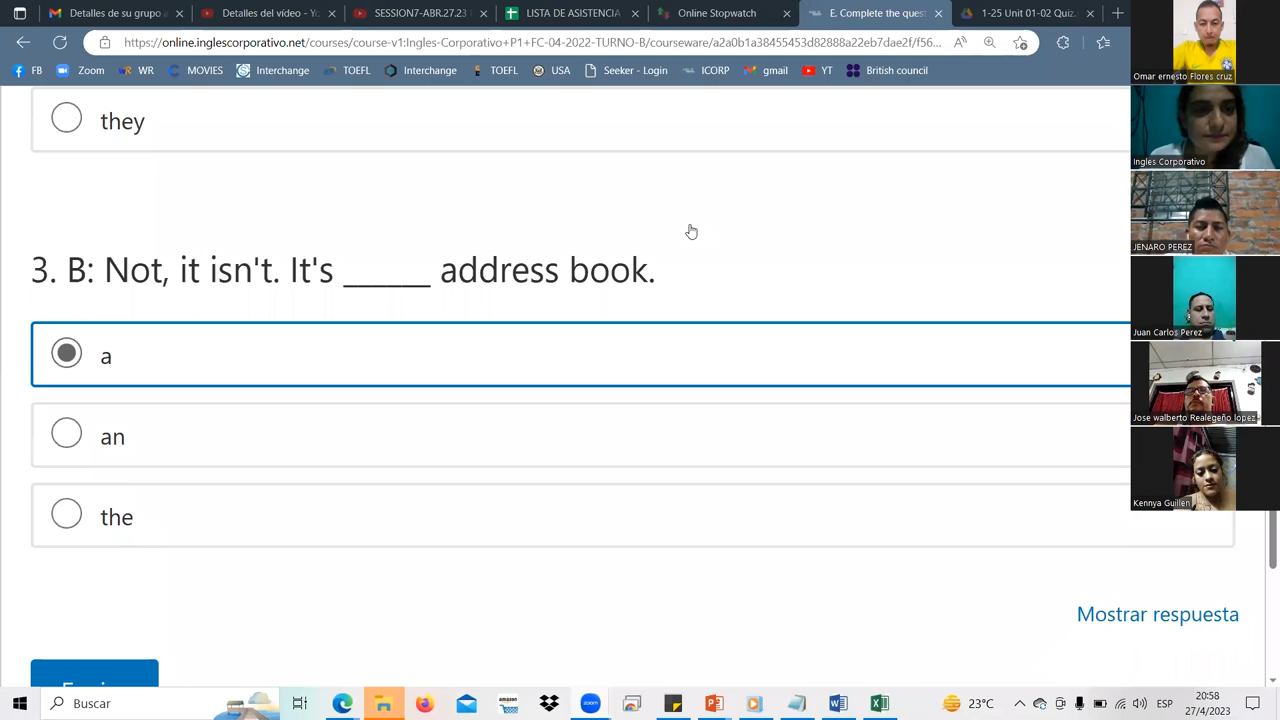 Detalles de su grupo a
Detalles del vídeo - Yo
SESSION7-ABR.27.23
LISTA DE ASISTENCIA
Online Stopwatch
E. Complete the quest
1-25 Unit 01-02 Quiz.
https://online.inglescorporativo.net/courses/course-v1:Ingles-Corporativo+P1+FC-04-2022-TURNO-B/courseware/a2a0b1a38455453d82888a22eb7dae2f/f56...
FB
Zoom
WR
MOVIES
Interchange
TOEFL
Interchange
TOEFL
USA
Seeker - Login
ICORP
gmail
YT
British council
they
3. B: Not, it isn't. It's ______ address book.
a
an
the
Mostrar respuesta
Omar ernesto Flores cruz
Ingles Corporativo
JENARO PEREZ
Juan Carlos Perez
Jose walberto Realegeño lopez
Kennya Guillen
Buscar
23°C
ESP
20:58
27/4/2023